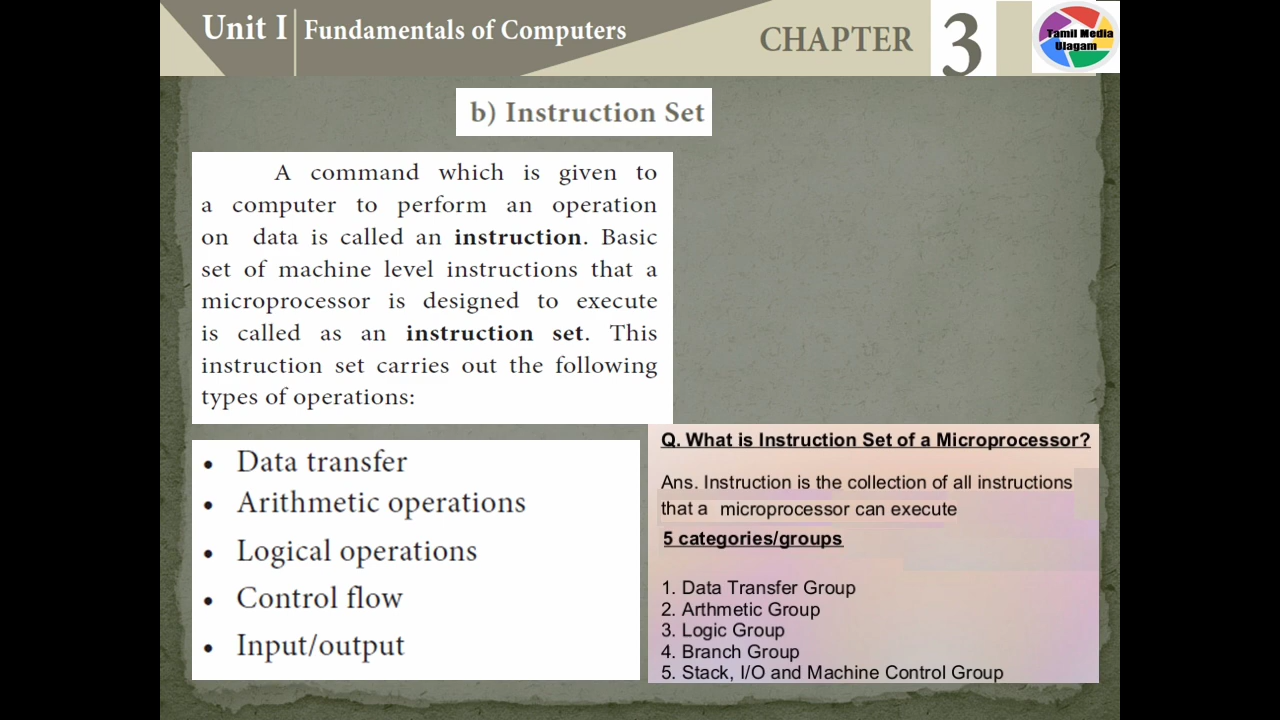 Unit I Fundamentals of Computers
CHAPTER 3
Tamil Media
Ulagam
b) Instruction Set
A command which is given to
a computer to perform an operation
on data is called an instruction. Basic
set of machine level instructions that a
microprocessor is designed to execute
is called as an instruction set. This
instruction set carries out the following
types of operations:
• Data transfer
• Arithmetic operations
• Logical operations
• Control flow
• Input/output
Q. What is Instruction Set of a Microprocessor?
Ans. Instruction is the collection of all instructions
that a microprocessor can execute
5 categories/groups
1. Data Transfer Group
2. Arthmetic Group
3. Logic Group
4. Branch Group
5. Stack, I/O and Machine Control Group